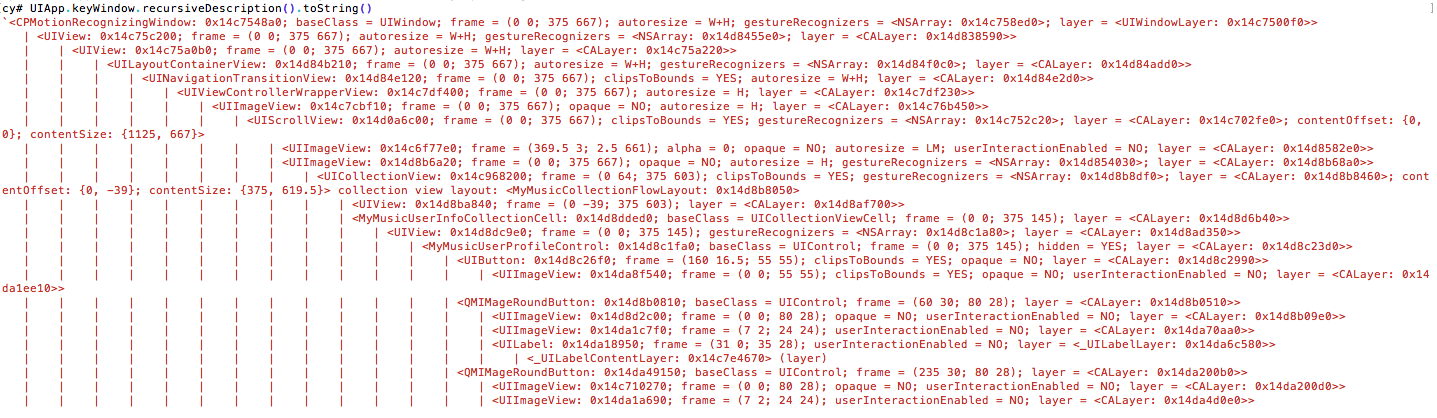 [cy# UIApp.keyWindow.recursiveDescription().toString() ]
`<CPMotionRecognizingWindow: 0x14c7548a0; baseClass = UIWindow; frame = (0 0; 375 667); autoresize = W+H; gestureRecognizers = <NSArray: 0x14c758ed0>; layer = <UIWindowLayer: 0x14c7500f0>>
| <UIView: 0x14c75c200; frame = (0 0; 375 667); autoresize = W+H; gestureRecognizers = <NSArray: 0x14d8455e0>; layer = <CALayer: 0x14d838590>>
| | <UIView: 0x14c75a0b0; frame = (0 0; 375 667); autoresize = W+H; layer = <CALayer: 0x14c75a220>>
| | | <UILayoutContainerView: 0x14d84b210; frame = (0 0; 375 667); autoresize = W+H; gestureRecognizers = <NSArray: 0x14d84f0c0>; layer = <CALayer: 0x14d84add0>>
| | | | <UINavigationTransitionView: 0x14d84e120; frame = (0 0; 375 667); clipsToBounds = YES; autoresize = W+H; layer = <CALayer: 0x14d84e2d0>>
| | | | | <UIViewControllerWrapperView: 0x14c7df400; frame = (0 0; 375 667); autoresize = H; layer = <CALayer: 0x14c7df230>>
| | | | | | <UIImageView: 0x14c7cbf10; frame = (0 0; 375 667); opaque = NO; autoresize = H; layer = <CALayer: 0x14c76b450>>
| | | | | | | <UIScrollView: 0x14d0a6c00; frame = (0 0; 375 667); clipsToBounds = YES; gestureRecognizers = <NSArray: 0x14c752c20>; layer = <CALayer: 0x14c702fe0>; contentOffset: {0,
0}; contentSize: {1125, 667}>
| | | | | | | | <UIImageView: 0x14c6f77e0; frame = (369.5 3; 2.5 661); alpha = 0; opaque = NO; autoresize = LM; userInteractionEnabled = NO; layer = <CALayer: 0x14d8582e0>>
| | | | | | | | <UIImageView: 0x14d8b6a20; frame = (0 0; 375 667); opaque = NO; autoresize = H; gestureRecognizers = <NSArray: 0x14d854030>; layer = <CALayer: 0x14d8b68a0>>
| | | | | | | | | <UICollectionView: 0x14c968200; frame = (0 64; 375 603); clipsToBounds = YES; gestureRecognizers = <NSArray: 0x14d8b8df0>; layer = <CALayer: 0x14d8b8460>; cont
entOffset: {0, -39}; contentSize: {375, 619.5}> collection view layout: <MyMusicCollectionFlowLayout: 0x14d8b8050>
| | | | | | | | | | <UIView: 0x14d8ba840; frame = (0 -39; 375 603); layer = <CALayer: 0x14d8af700>>
| | | | | | | | | | <MyMusicUserInfoCollectionCell: 0x14d8dded0; baseClass = UICollectionViewCell; frame = (0 0; 375 145); layer = <CALayer: 0x14d8d6b40>>
| | | | | | | | | | | <UIView: 0x14d8dc9e0; frame = (0 0; 375 145); gestureRecognizers = <NSArray: 0x14d8c1a80>; layer = <CALayer: 0x14d8ad350>>
| | | | | | | | | | | | <MyMusicUserProfileControl: 0x14d8c1fa0; baseClass = UIControl; frame = (0 0; 375 145); hidden = YES; layer = <CALayer: 0x14d8c23d0>>
| | | | | | | | | | | | | <UIButton: 0x14d8c26f0; frame = (160 16.5; 55 55); clipsToBounds = YES; opaque = NO; layer = <CALayer: 0x14d8c2990>>
| | | | | | | | | | | | | | <UIImageView: 0x14da8f540; frame = (0 0; 55 55); clipsToBounds = YES; opaque = NO; userInteractionEnabled = NO; layer = <CALayer: 0x14
da1ee10>>
| | | | | | | | | | | | | <QMIMageRoundButton: 0x14d8b0810; baseClass = UIControl; frame = (60 30; 80 28); layer = <CALayer: 0x14d8b0510>>
| | | | | | | | | | | | | | <UIImageView: 0x14d8d2c00; frame = (0 0; 80 28); opaque = NO; userInteractionEnabled = NO; layer = <CALayer: 0x14d8b09e0>>
| | | | | | | | | | | | | | <UIImageView: 0x14da1c7f0; frame = (7 2; 24 24); userInteractionEnabled = NO; layer = <CALayer: 0x14da70aa0>>
| | | | | | | | | | | | | | <UILabel: 0x14da18950; frame = (31 0; 35 28); userInteractionEnabled = NO; layer = <_UILabelLayer: 0x14da6c580>>
| | | | | | | | | | | | | | | <_UILabelContentLayer: 0x14c7e4670> (layer)
| | | | | | | | | | | | | <QMIMageRoundButton: 0x14da49150; baseClass = UIControl; frame = (235 30; 80 28); layer = <CALayer: 0x14da200b0>>
| | | | | | | | | | | | | | <UIImageView: 0x14c710270; frame = (0 0; 80 28); opaque = NO; userInteractionEnabled = NO; layer = <CALayer: 0x14da200d0>>
| | | | | | | | | | | | | | <UIImageView: 0x14da1a690; frame = (7 2; 24 24); userInteractionEnabled = NO; layer = <CALayer: 0x14da4d0e0>>